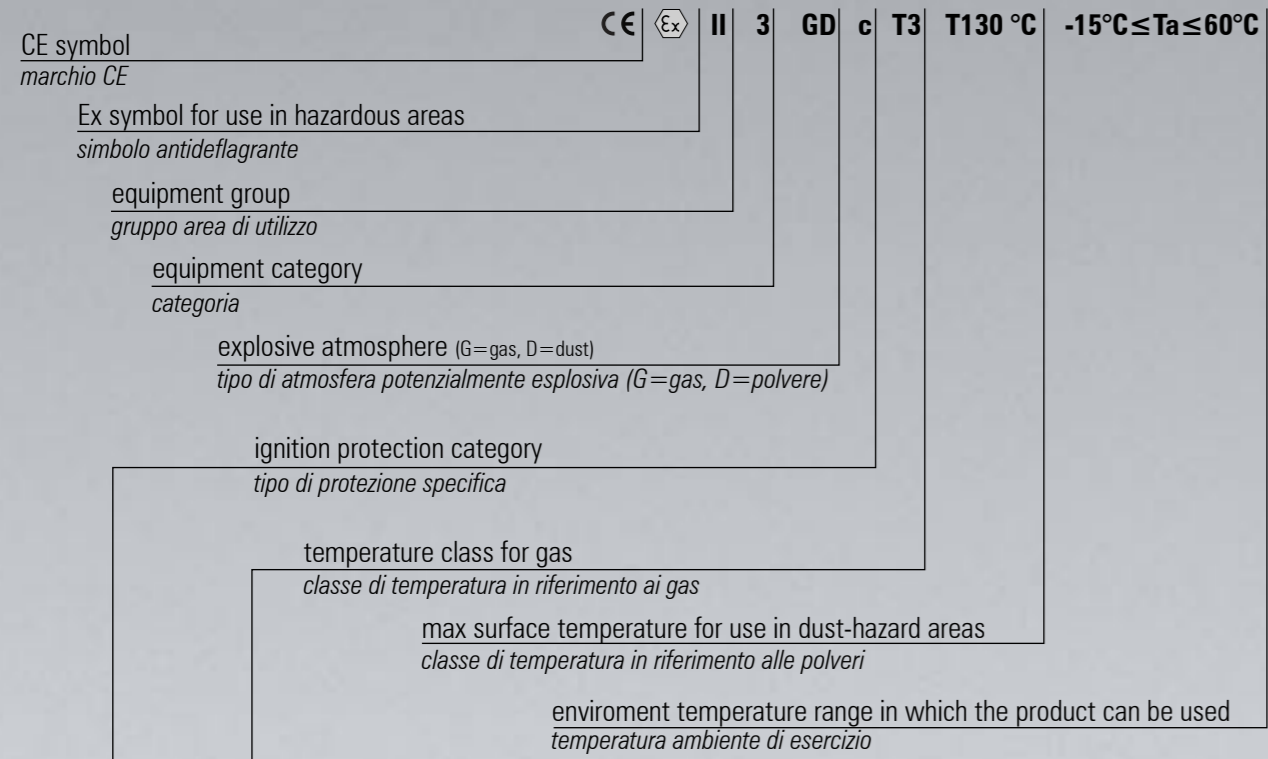 CE Ex II 3 GD c T3 T130 °C -15°C≤Ta≤60°C
CE symbol
marchio CE
Ex symbol for use in hazardous areas
simbolo antideflagrante
equipment group
gruppo area di utilizzo
equipment category
categoria
explosive atmosphere (G=gas, D=dust)
tipo di atmosfera potenzialmente esplosiva (G=gas, D=polvere)
ignition protection category
tipo di protezione specifica
temperature class for gas
classe di temperatura in riferimento ai gas
max surface temperature for use in dust-hazard areas
classe di temperatura in riferimento alle polveri
enviroment temperature range in which the product can be used
temperatura ambiente di esercizio